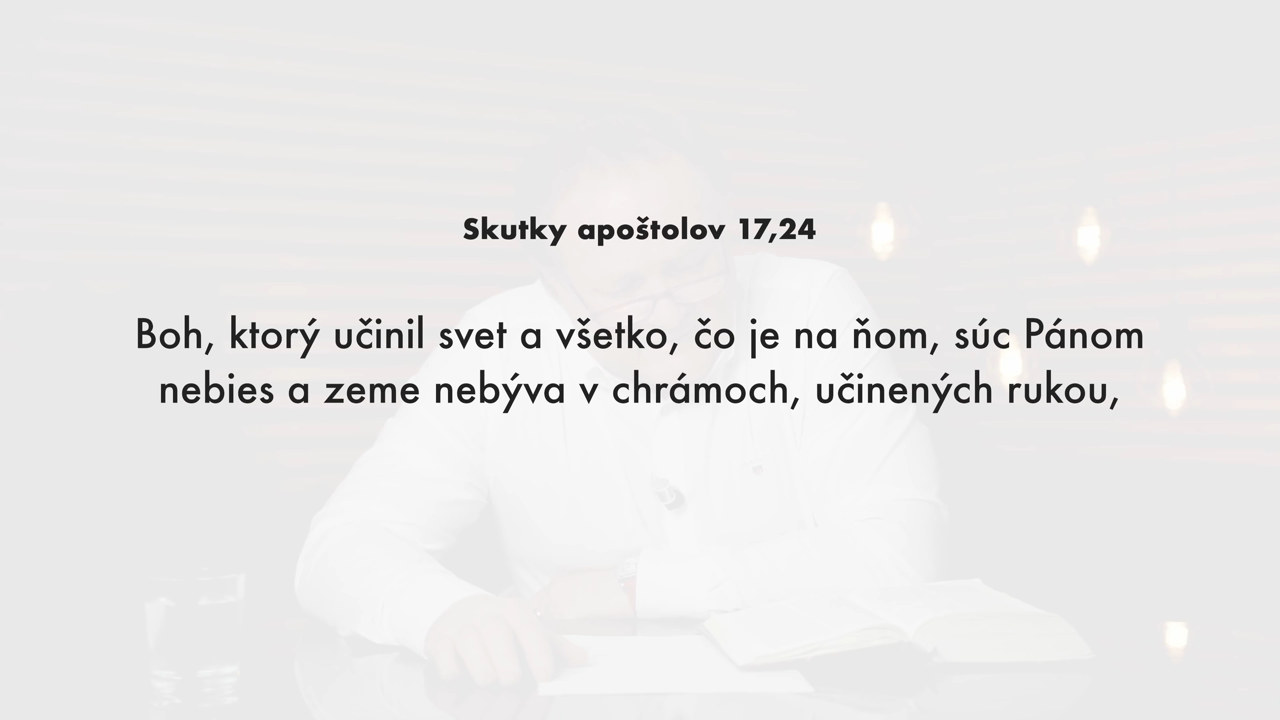 Skutky apoštolov 17,24
Boh, ktorý učinil svet a všetko, čo je na ňom, súc Pánom
nebies a zeme nebýva v chrámoch, učinených rukou,